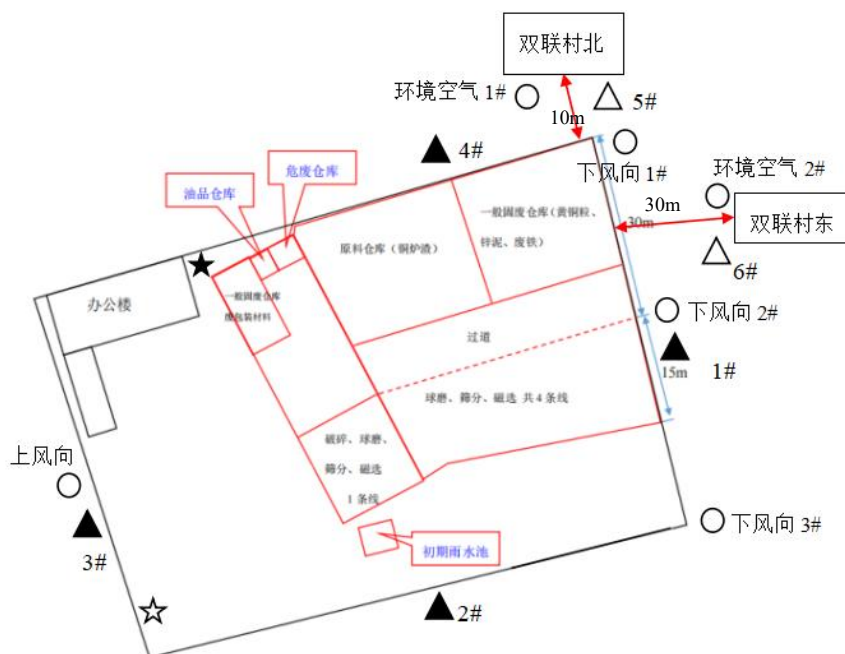 双联村北
环境空气 1#
5#
10m
4#
下风向 1#
环境空气 2#
危废仓库
油品仓库
一般固废仓库(黄铜粒、
锌泥、废铁)
30m
30m
双联村东
原料仓库(铜炉渣)
6#
一般固废仓库
废包装材料
办公楼
下风向 2#
过道
1#
15m
球磨、筛分、磁选 共4条线
破碎、球磨、
筛分、磁选
1条线
上风向
3#
下风向 3#
初期雨水池
2#